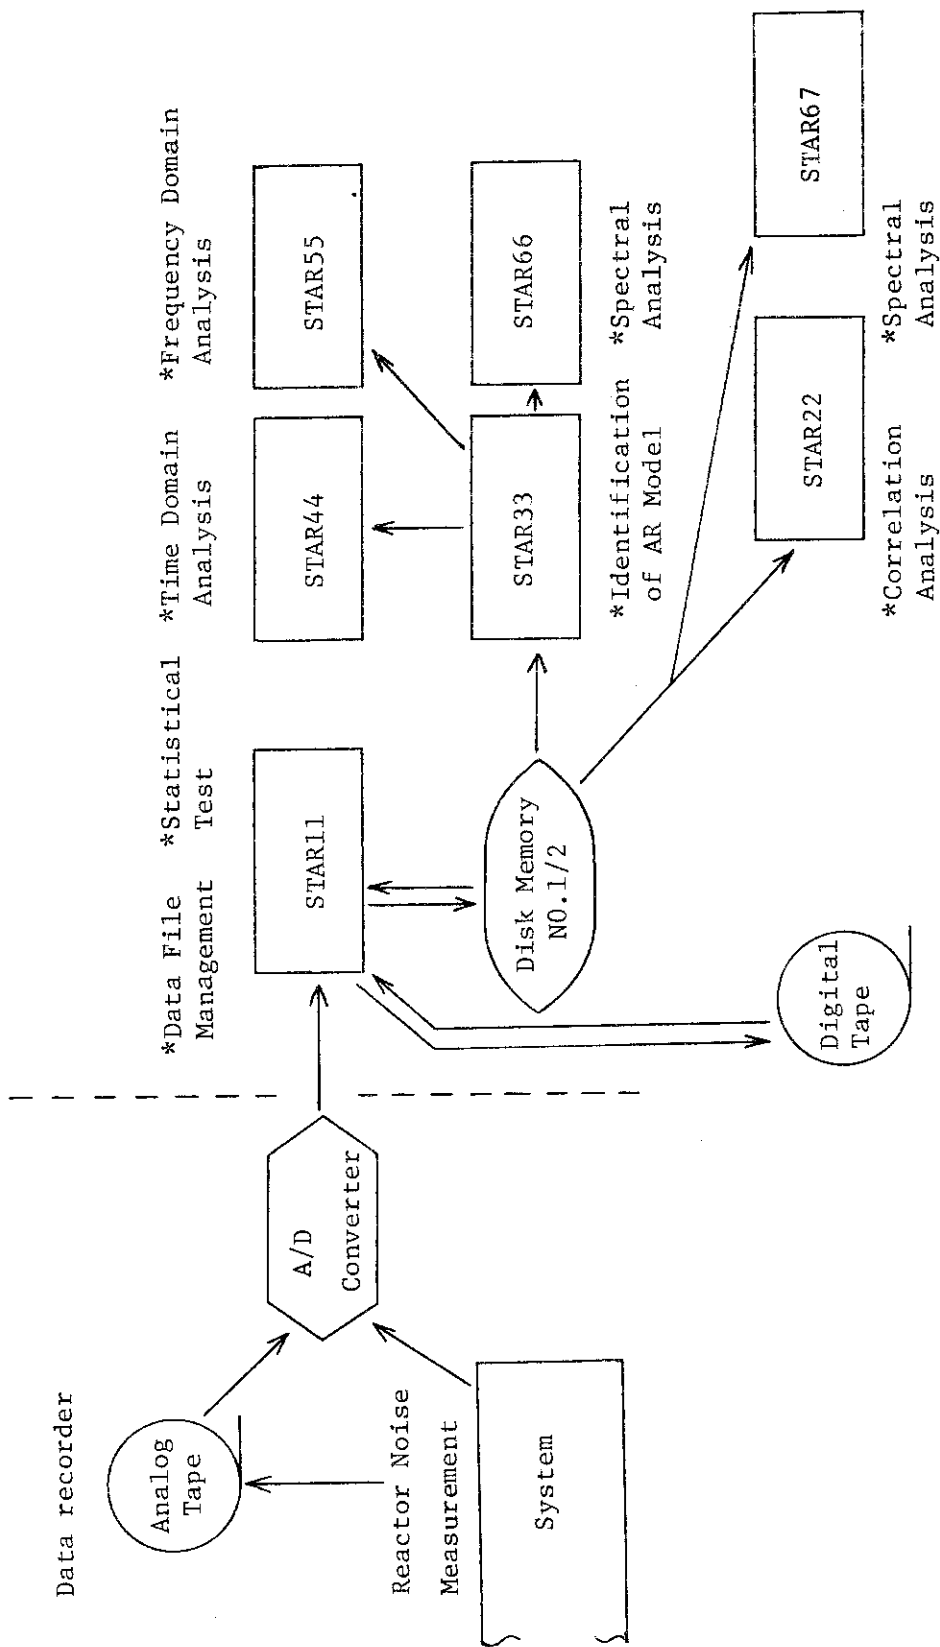 Data recorder
Analog
Tape
Reactor Noise
Measurement
System
A/D
Converter
*Data File
Management
*Statistical
Test
STAR11
Disk Memory
NO.1/2
Digital
Tape
*Time Domain
Analysis
STAR44
*Frequency Domain
Analysis
STAR55
STAR33
*Identification
of AR Model
STAR66
*Spectral
Analysis
STAR22
*Correlation
Analysis
STAR67
*Spectral
Analysis